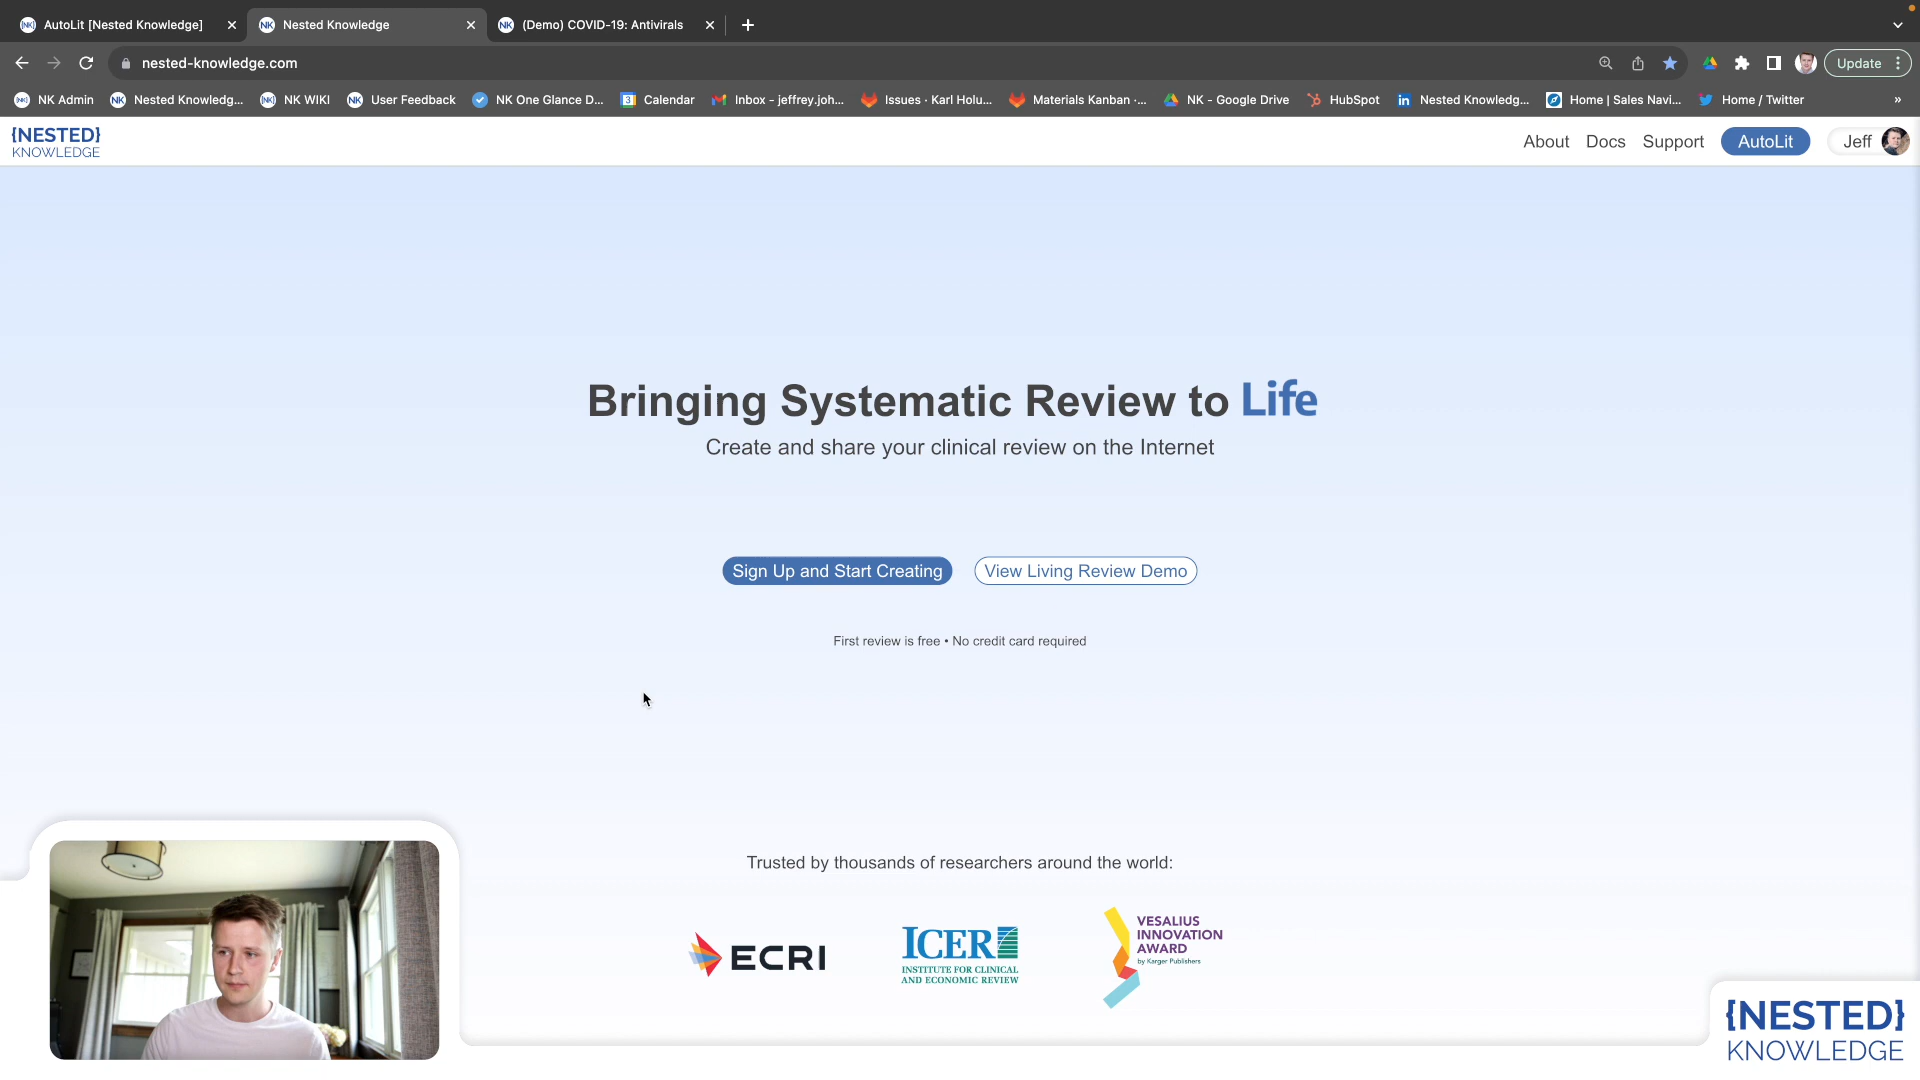 AutoLit [Nested Knowledge]
Nested Knowledge
(Demo) COVID-19: Antivirals
nested-knowledge.com
Update
NK Admin
Nested Knowledg...
NK WIKI
User Feedback
NK One Glance D...
Calendar
Inbox - jeffrey.joh...
Issues · Karl Holu...
Materials Kanban ·...
NK - Google Drive
HubSpot
Nested Knowledg...
Home | Sales Navi...
Home / Twitter
{NESTED}
KNOWLEDGE
About
Docs
Support
AutoLit
Jeff
Bringing Systematic Review to Life
Create and share your clinical review on the Internet
Sign Up and Start Creating
View Living Review Demo
First review is free • No credit card required
Trusted by thousands of researchers around the world:
ECRI
ICER
INSTITUTE FOR CLINICAL
AND ECONOMIC REVIEW
VESALIUS
INNOVATION
AWARD
by Karger Publishers
{NESTED}
KNOWLEDGE